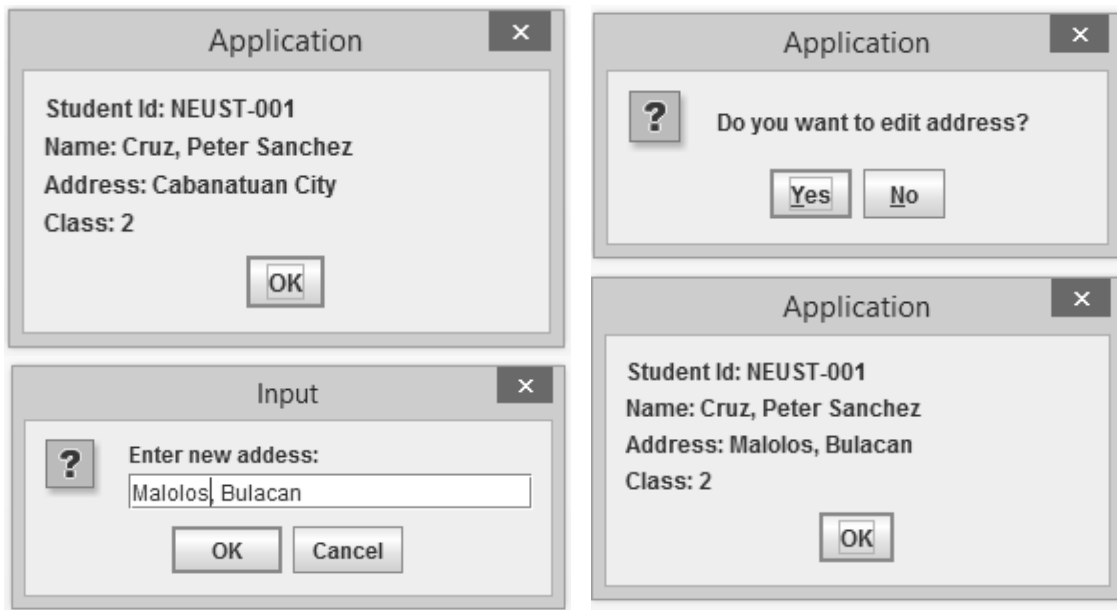 Application
×
Student Id: NEUST-001
Name: Cruz, Peter Sanchez
Address: Cabanatuan City
Class: 2
OK
Application
×
?
Do you want to edit address?
Yes No
Input
×
?
Enter new addess:
Malolos, Bulacan
OK Cancel
Application
×
Student Id: NEUST-001
Name: Cruz, Peter Sanchez
Address: Malolos, Bulacan
Class: 2
OK